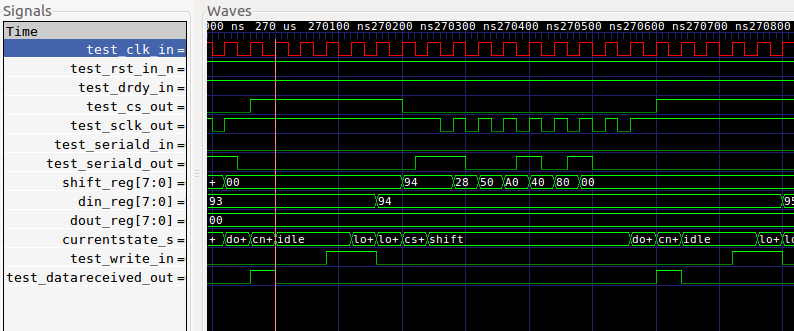 Signals
Waves
Time
00 ns 270 us 270100 ns270200 ns270300 ns270400 ns270500 ns270600 ns270700 ns270800
test_clk_in =
test_rst_in_n =
test_drdy_in =
test_cs_out =
test_sclk_out =
test_seriald_in =
test_seriald_out =
shift_reg[7:0] = + 00 94 28 50 A0 40 80 00
din_reg[7:0] = 93 94 95
dout_reg[7:0] = 00
currentstate_s = + do+ cn+ idle lo+ lo+ cs+ shift do+ cn+ idle lo+ lo
test_write_in =
test_datareceived_out =